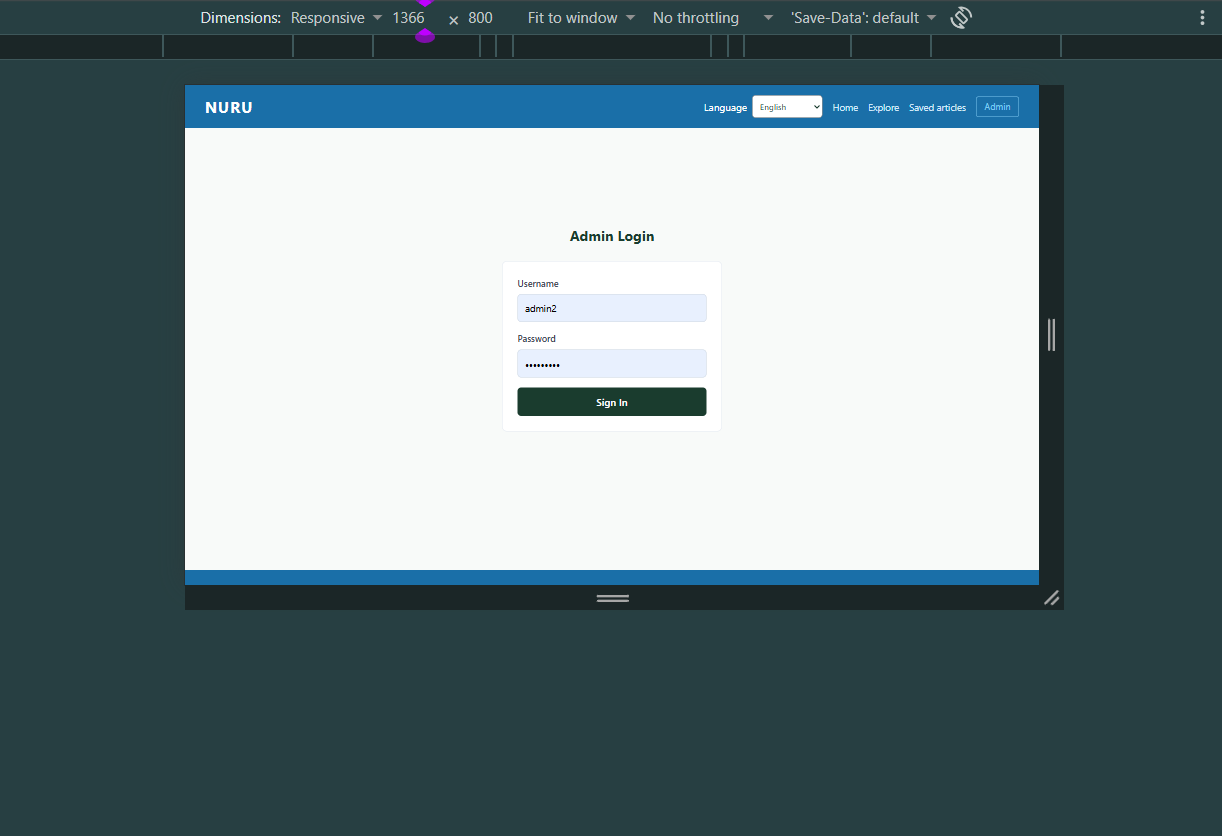 Dimensions: Responsive 1366 × 800 Fit to window No throttling 'Save-Data': default
NURU Language English Home Explore Saved articles Admin
Admin Login
Username
admin2
Password
•••••••••
Sign In